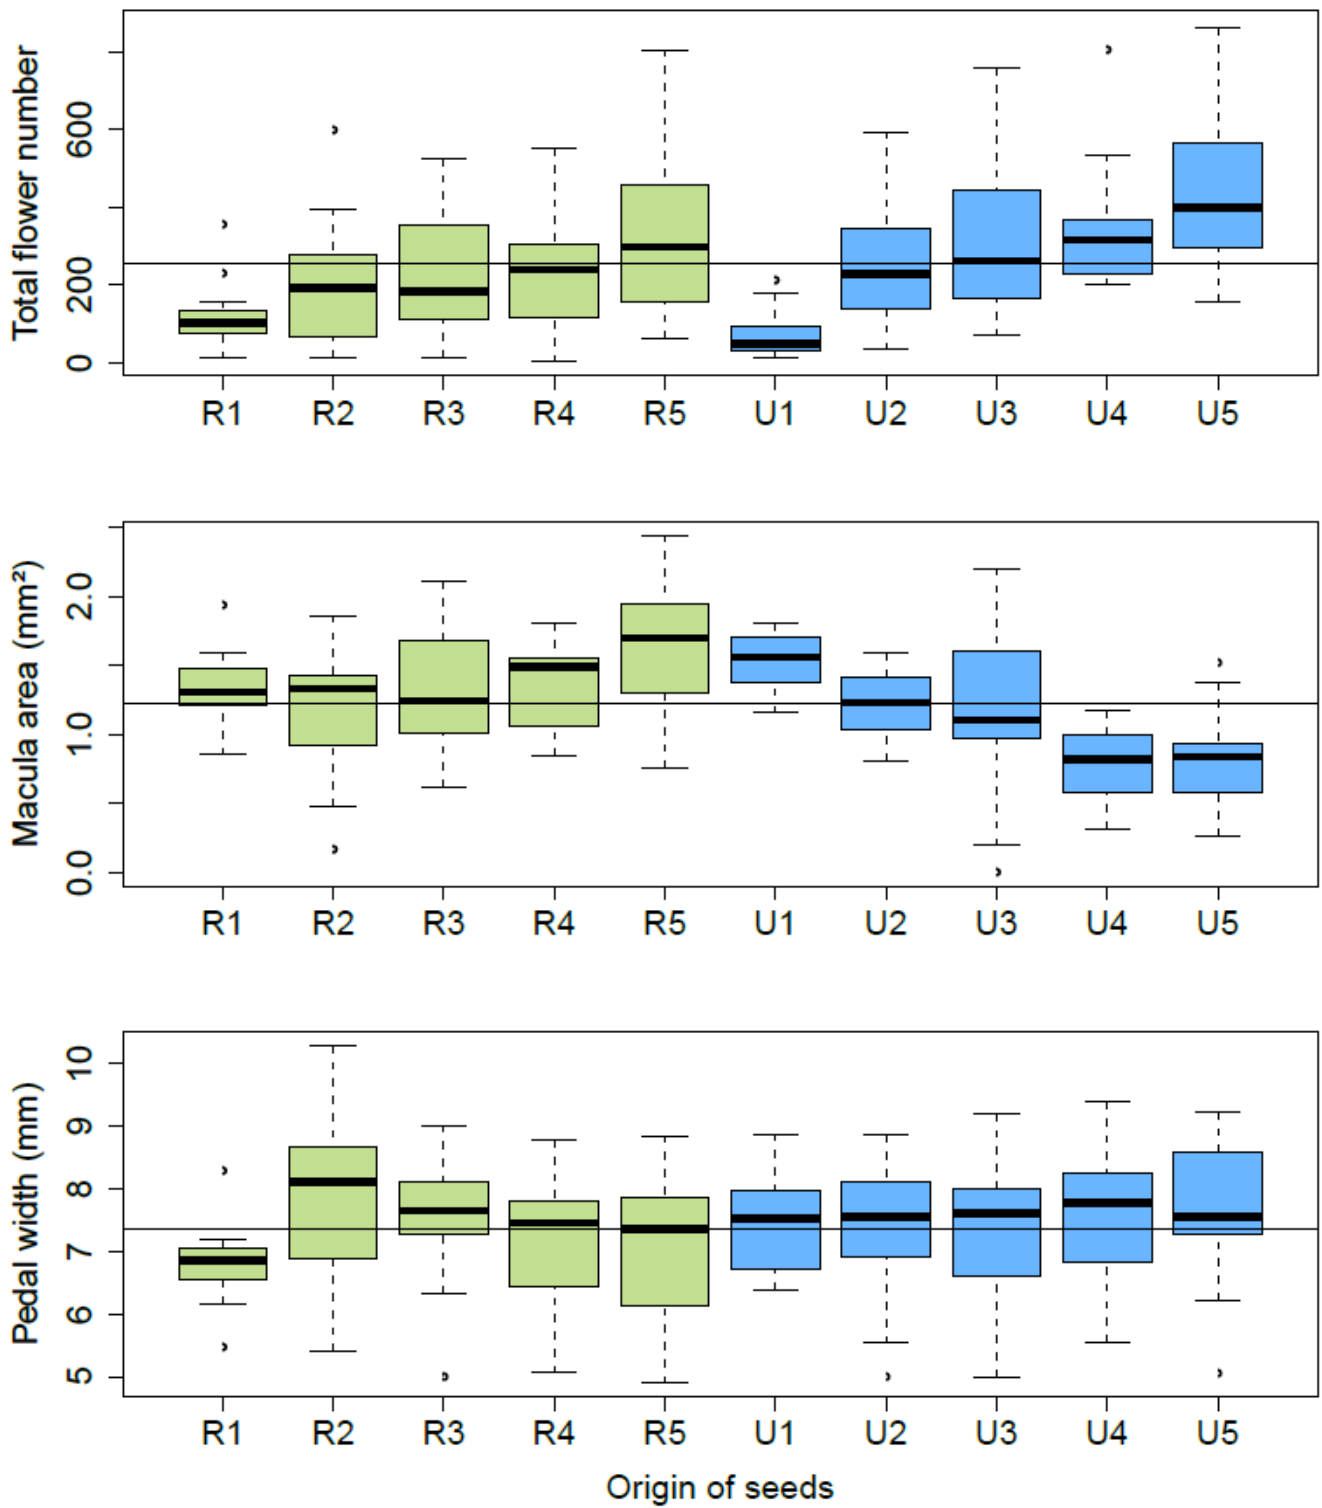 Total flower number
600
200
0
R1 R2 R3 R4 R5 U1 U2 U3 U4 U5
Macula area (mm²)
2.0
1.0
0.0
R1 R2 R3 R4 R5 U1 U2 U3 U4 U5
Pedal width (mm)
10
9
8
7
6
5
R1 R2 R3 R4 R5 U1 U2 U3 U4 U5
Origin of seeds